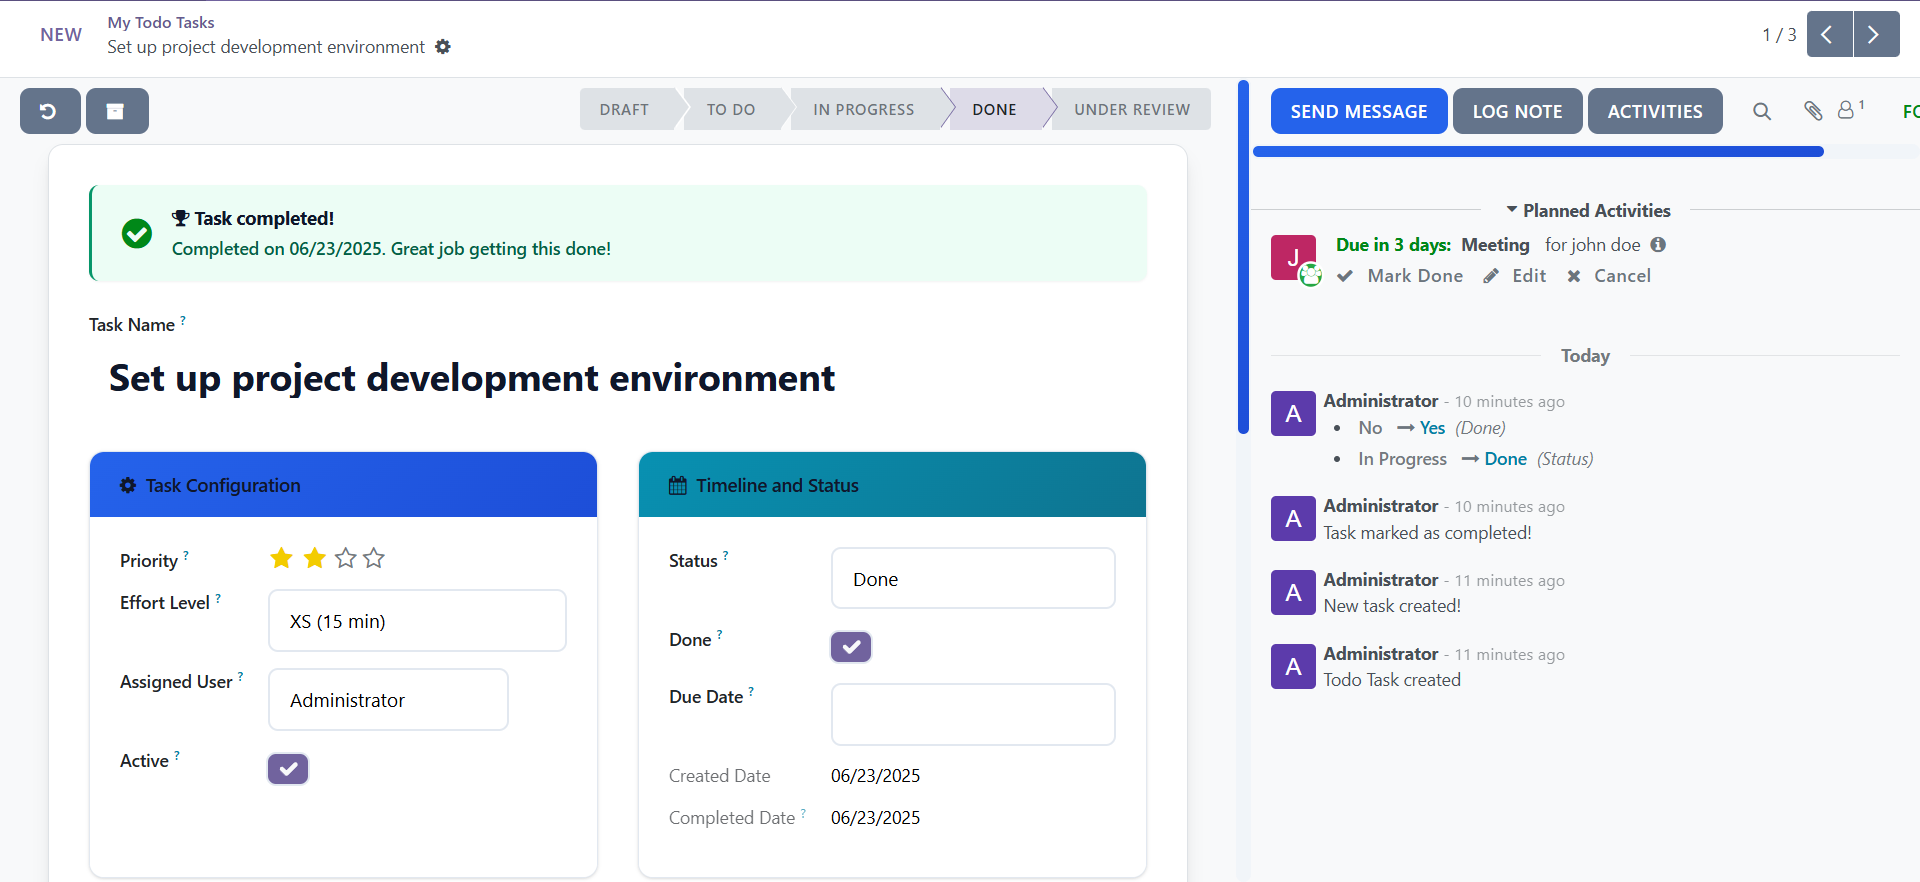 NEW
My Todo Tasks
Set up project development environment
1 / 3
DRAFT
TO DO
IN PROGRESS
DONE
UNDER REVIEW
SEND MESSAGE
LOG NOTE
ACTIVITIES
1
FO
Task completed!
Completed on 06/23/2025. Great job getting this done!
Task Name ?
Set up project development environment
Task Configuration
Priority ?
Effort Level ?
XS (15 min)
Assigned User ?
Administrator
Active ?
Timeline and Status
Status ?
Done
Done ?
Due Date ?
Created Date
06/23/2025
Completed Date ?
06/23/2025
Planned Activities
J
Due in 3 days: Meeting for john doe
Mark Done Edit Cancel
Today
A
Administrator - 10 minutes ago
No → Yes (Done)
In Progress → Done (Status)
A
Administrator - 10 minutes ago
Task marked as completed!
A
Administrator - 11 minutes ago
New task created!
A
Administrator - 11 minutes ago
Todo Task created